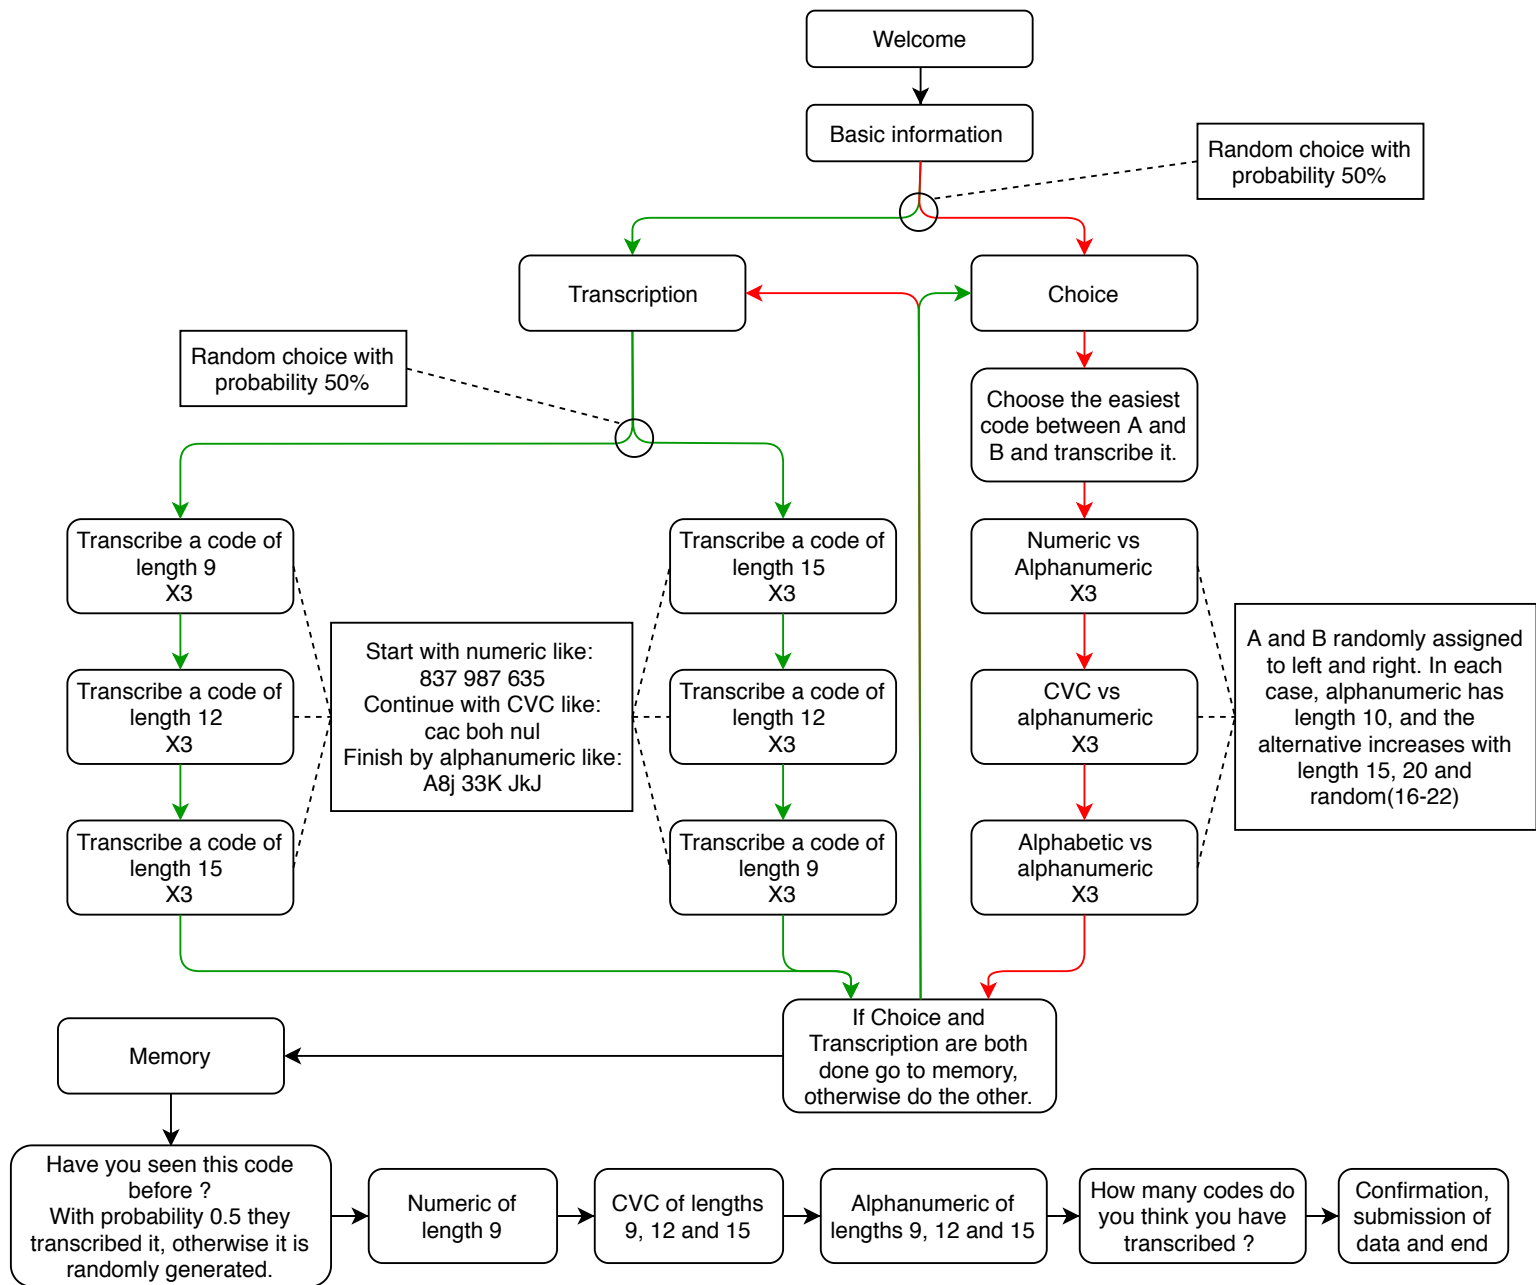 Welcome
Basic information
Random choice with
probability 50%
Transcription
Choice
Random choice with
probability 50%
Choose the easiest
code between A and
B and transcribe it.
Transcribe a code of
length 9
X3
Transcribe a code of
length 15
X3
Numeric vs
Alphanumeric
X3
Start with numeric like:
837 987 635
Continue with CVC like:
cac boh nul
Finish by alphanumeric like:
A8j 33K JkJ
A and B randomly assigned
to left and right. In each
case, alphanumeric has
length 10, and the
alternative increases with
length 15, 20 and
random(16-22)
Transcribe a code of
length 12
X3
Transcribe a code of
length 12
X3
CVC vs
alphanumeric
X3
Transcribe a code of
length 15
X3
Transcribe a code of
length 9
X3
Alphabetic vs
alphanumeric
X3
If Choice and
Transcription are both
done go to memory,
otherwise do the other.
Memory
Have you seen this code
before ?
With probability 0.5 they
transcribed it, otherwise it is
randomly generated.
Numeric of
length 9
CVC of lengths
9, 12 and 15
Alphanumeric of
lengths 9, 12 and 15
How many codes do
you think you have
transcribed ?
Confirmation,
submission of
data and end